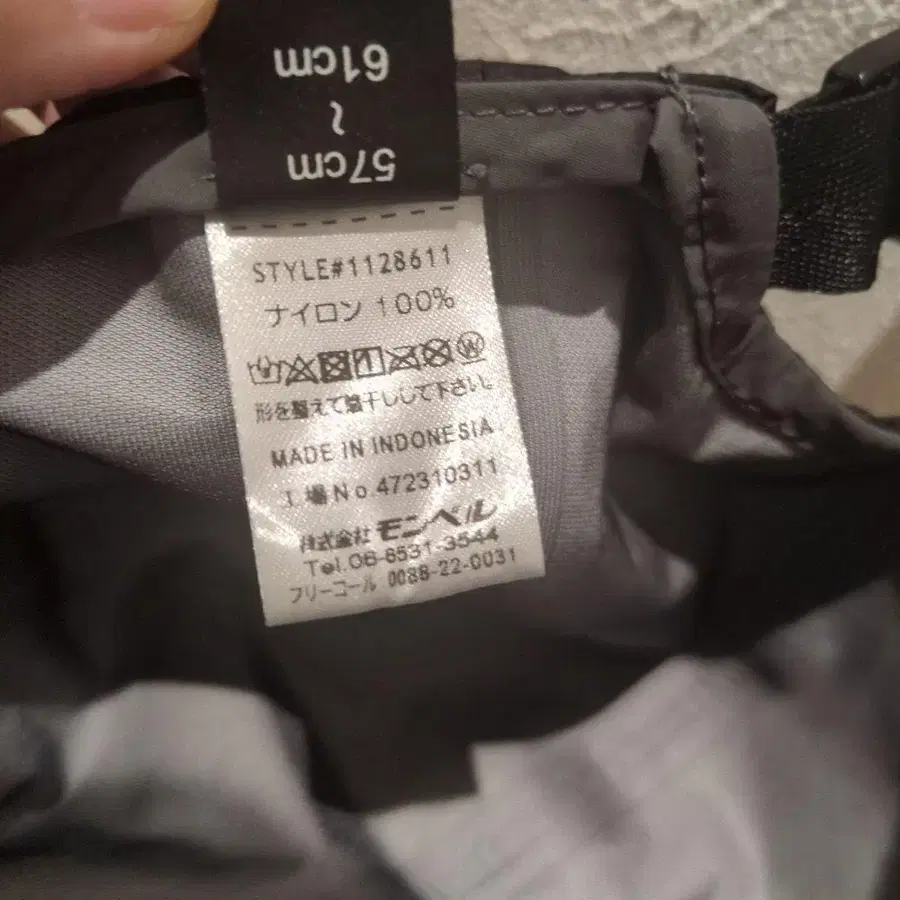 57cm
~
61cm
STYLE#1128611
ナイロン 100%
W
形を整えて陰干しして下さい。
MADE IN INDONESIA
工場No.472310311
株式会社 モンベル
Tel.06-6531-3544
フリーコール 0088-22-0031